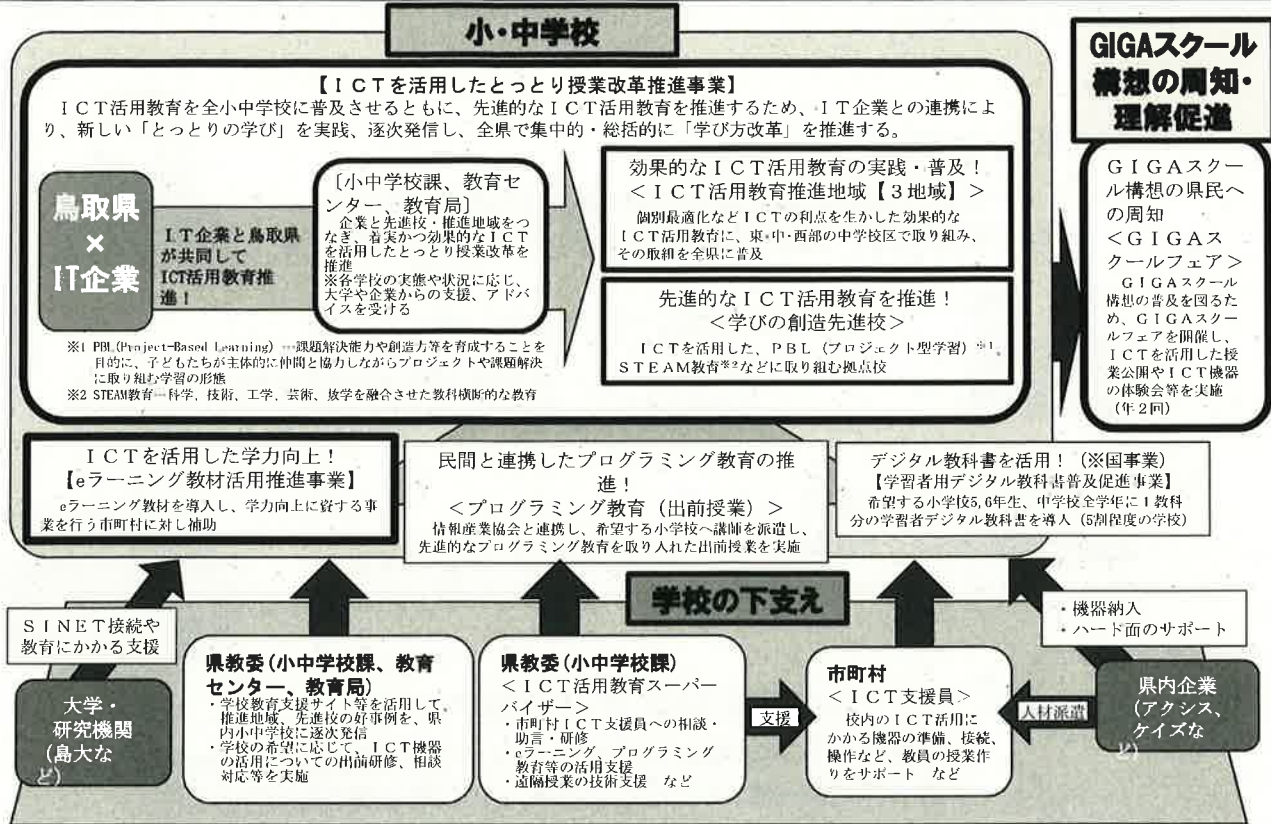 小・中学校
【ＩＣＴを活用したとっとり授業改革推進事業】
ＩＣＴ活用教育を全小中学校に普及させるともに、先進的なＩＣＴ活用教育を推進するため、ＩＴ企業との連携によ
り、新しい「とっとりの学び」を実践、逐次発信し、全県で集中的・総括的に「学び方改革」を推進する。
鳥取県
×
IT企業
IT企業と鳥取県
が共同して
ICT活用教育推
進！
［小中学校課、教育セ
ンター、教育局］
企業と先進校・推進地域をつ
なぎ、着実かつ効果的なＩＣＴ
を活用したとっとり授業改革を
推進
※各学校の実態や状況に応じ、
大学や企業からの支援、アドバ
イスを受ける
効果的なＩＣＴ活用教育の実践・普及！
＜ＩＣＴ活用教育推進地域【３地域】＞
個別最適化などＩＣＴの利点を生かした効果的な
ＩＣＴ活用教育に、東・中・西部の中学校区で取り組み、
その取組を全県に普及
先進的なＩＣＴ活用教育を推進！
＜学びの創造先進校＞
ＩＣＴを活用した、ＰＢＬ（プロジェクト型学習）※1、
ＳＴＥＡＭ教育※2などに取り組む拠点校
※1 PBL(Project-Based Learning)…課題解決能力や創造力等を育成することを
目的に、子どもたちが主体的に仲間と協力しながらプロジェクトや課題解決
に取り組む学習の形態
※2 STEAM教育…科学、技術、工学、芸術、数学を融合させた教科横断的な教育
GIGAスクール
構想の周知・
理解促進
ＧＩＧＡスクー
ル構想の県民へ
の周知
＜ＧＩＧＡス
クールフェア＞
ＧＩＧＡスクール
構想の普及を図るた
め、ＧＩＧＡスクー
ルフェアを開催し、
ＩＣＴを活用した授
業公開やＩＣＴ機器
の体験会等を実施
（年２回）
ＩＣＴを活用した学力向上！
【eラーニング教材活用推進事業】
eラーニング教材を導入し、学力向上に資する事
業を行う市町村に対し補助
民間と連携したプログラミング教育の推
進！
＜プログラミング教育（出前授業）＞
情報産業協会と連携し、希望する小学校へ講師を派遣し、
先進的なプログラミング教育を取り入れた出前授業を実施
デジタル教科書を活用！（※国事業）
【学習者用デジタル教科書普及促進事業】
希望する小学校5,6年生、中学校全学年に１教科
分の学習者デジタル教科書を導入（5割程度の学校）
学校の下支え
ＳＩＮＥＴ接続や
教育にかかる支援
大学・
研究機関
（鳥大な
ど）
県教委（小中学校課、教育
センター、教育局）
・学校教育支援サイト等を活用して、
推進地域、先進校の好事例を、県
内小中学校に逐次発信
・学校の希望に応じて、ＩＣＴ機器
の活用についての出前研修、相談
対応等を実施
県教委（小中学校課）
＜ＩＣＴ活用教育スーパー
バイザー＞
・市町村ＩＣＴ支援員への相談・
助言・研修
・eラーニング、プログラミング
教育等の活用支援
・遠隔授業の技術支援　など
支援
市町村
＜ＩＣＴ支援員＞
校内のＩＣＴ活用に
かかる機器の準備、接続、
操作など、教員の授業作
りをサポート　など
人材派遣
・機器納入
・ハード面のサポート
県内企業
（アクシス、
ケイズな
ど）